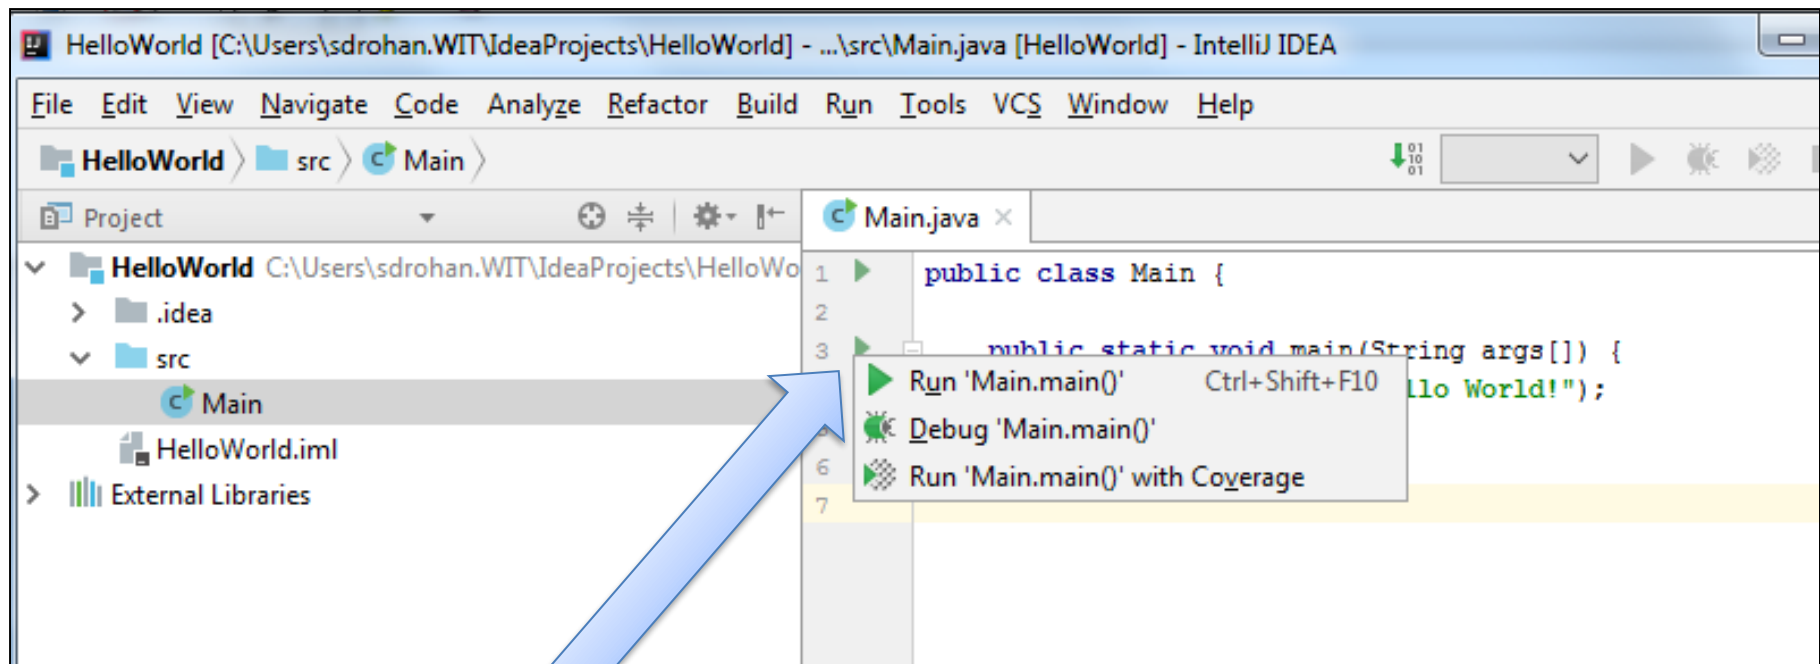 HelloWorld [C:\Users\sdrohan.WIT\IdeaProjects\HelloWorld] - ...\src\Main.java [HelloWorld] - IntelliJ IDEA
File Edit View Navigate Code Analyze Refactor Build Run Tools VCS Window Help
HelloWorld src Main
Project
Main.java
HelloWorld C:\Users\sdrohan.WIT\IdeaProjects\HelloWo
.idea
src
Main
HelloWorld.iml
External Libraries
1 public class Main {
2
3 public static void main(String args[]) {
llo World!");
6
7
Run 'Main.main()' Ctrl+Shift+F10
Debug 'Main.main()'
Run 'Main.main()' with Coverage